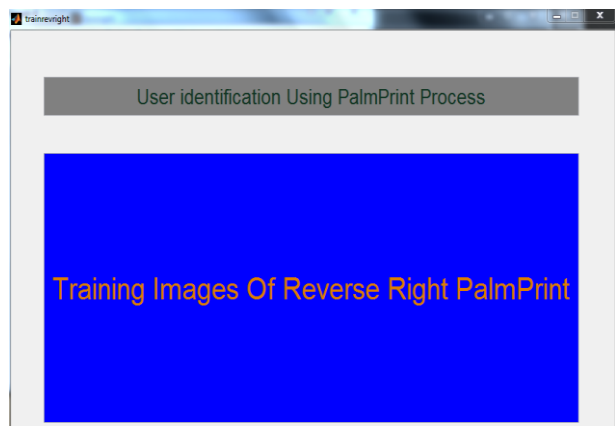 trainrevright
User identification Using PalmPrint Process
Training Images Of Reverse Right PalmPrint